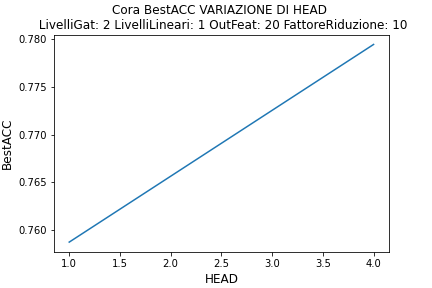 Cora BestACC VARIAZIONE DI HEAD
LivelliGat: 2 LivelliLineari: 1 OutFeat: 20 FattoreRiduzione: 10
0.780
0.775
0.770
0.765
0.760
BestACC
1.0 1.5 2.0 2.5 3.0 3.5 4.0
HEAD